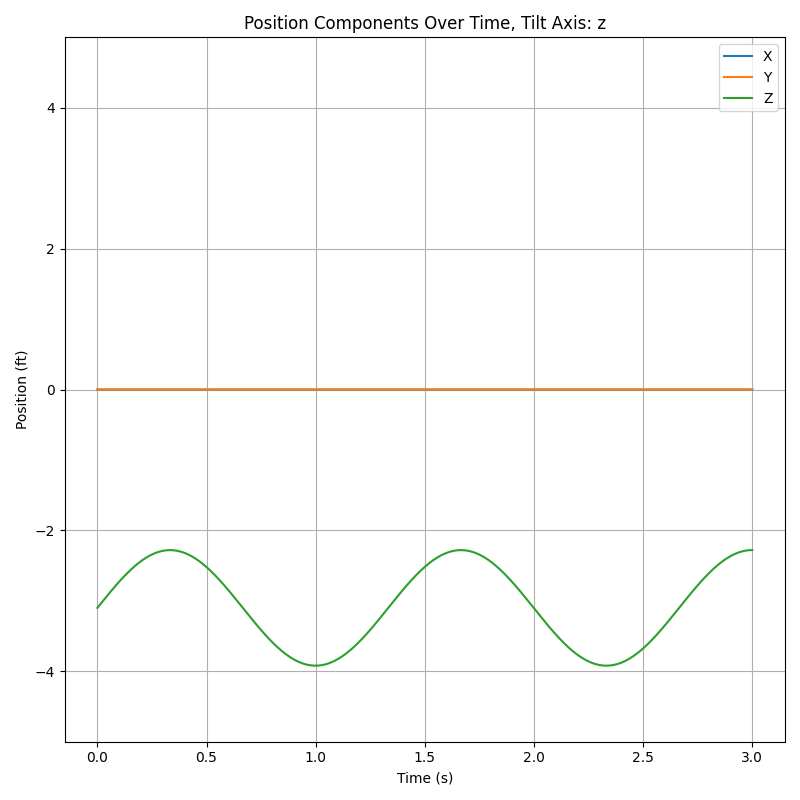 Position Components Over Time, Tilt Axis: z
X
Y
Z
4
2
0
−2
−4
Position (ft)
0.0 0.5 1.0 1.5 2.0 2.5 3.0
Time (s)